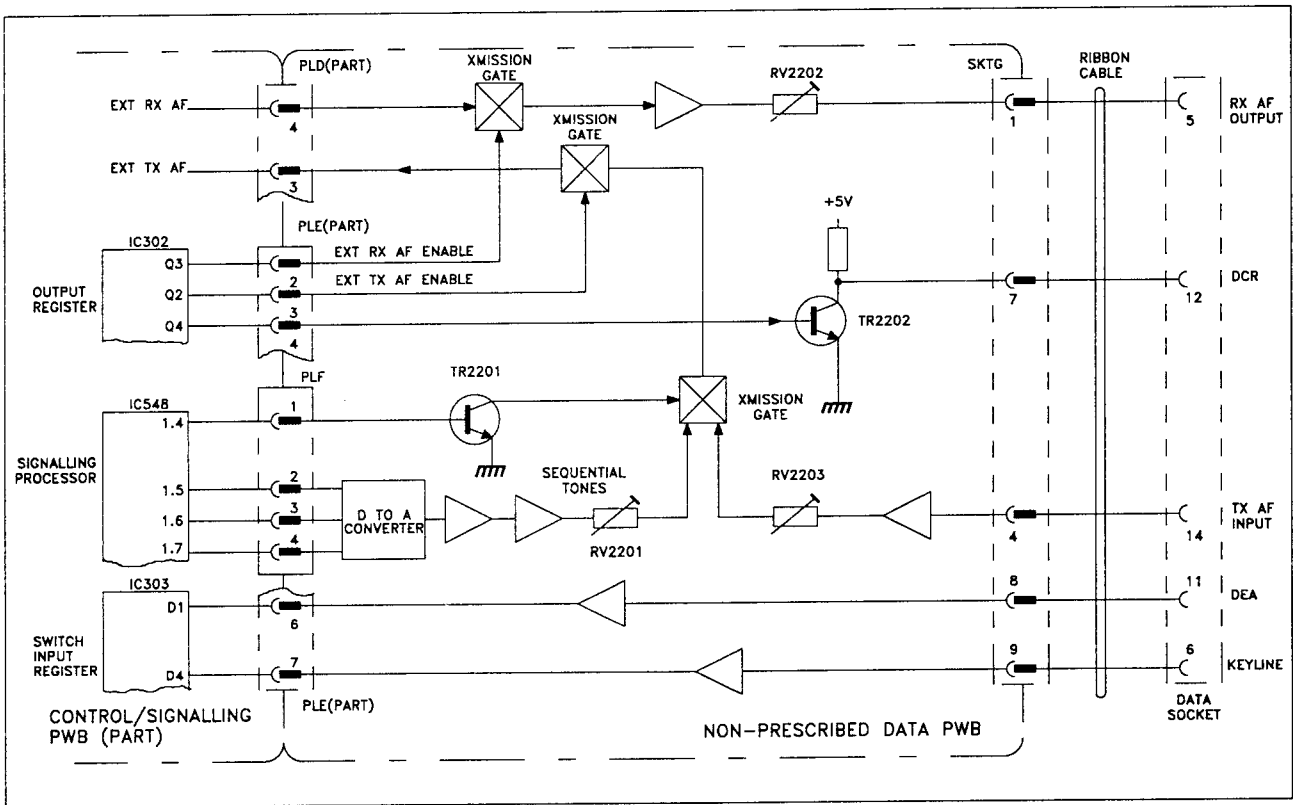 PLD(PART)
XMISSION
GATE
RV2202
SKTG
RIBBON
CABLE
EXT RX AF
4
1
5
RX AF
OUTPUT
XMISSION
GATE
EXT TX AF
3
+5V
PLE(PART)
IC302
Q3
EXT RX AF ENABLE
2
EXT TX AF ENABLE
OUTPUT
REGISTER
Q2
3
Q4
4
7
12
DCR
TR2202
PLF
TR2201
XMISSION
GATE
IC548
1.4
1
SIGNALLING
PROCESSOR
1.5
2
1.6
3
1.7
4
D TO A
CONVERTER
SEQUENTIAL
TONES
RV2201
RV2203
4
14
TX AF
INPUT
IC303
D1
6
8
11
DEA
SWITCH
INPUT
REGISTER
D4
7
9
6
KEYLINE
PLE(PART)
DATA
SOCKET
CONTROL/SIGNALLING
PWB (PART)
NON-PRESCRIBED DATA PWB